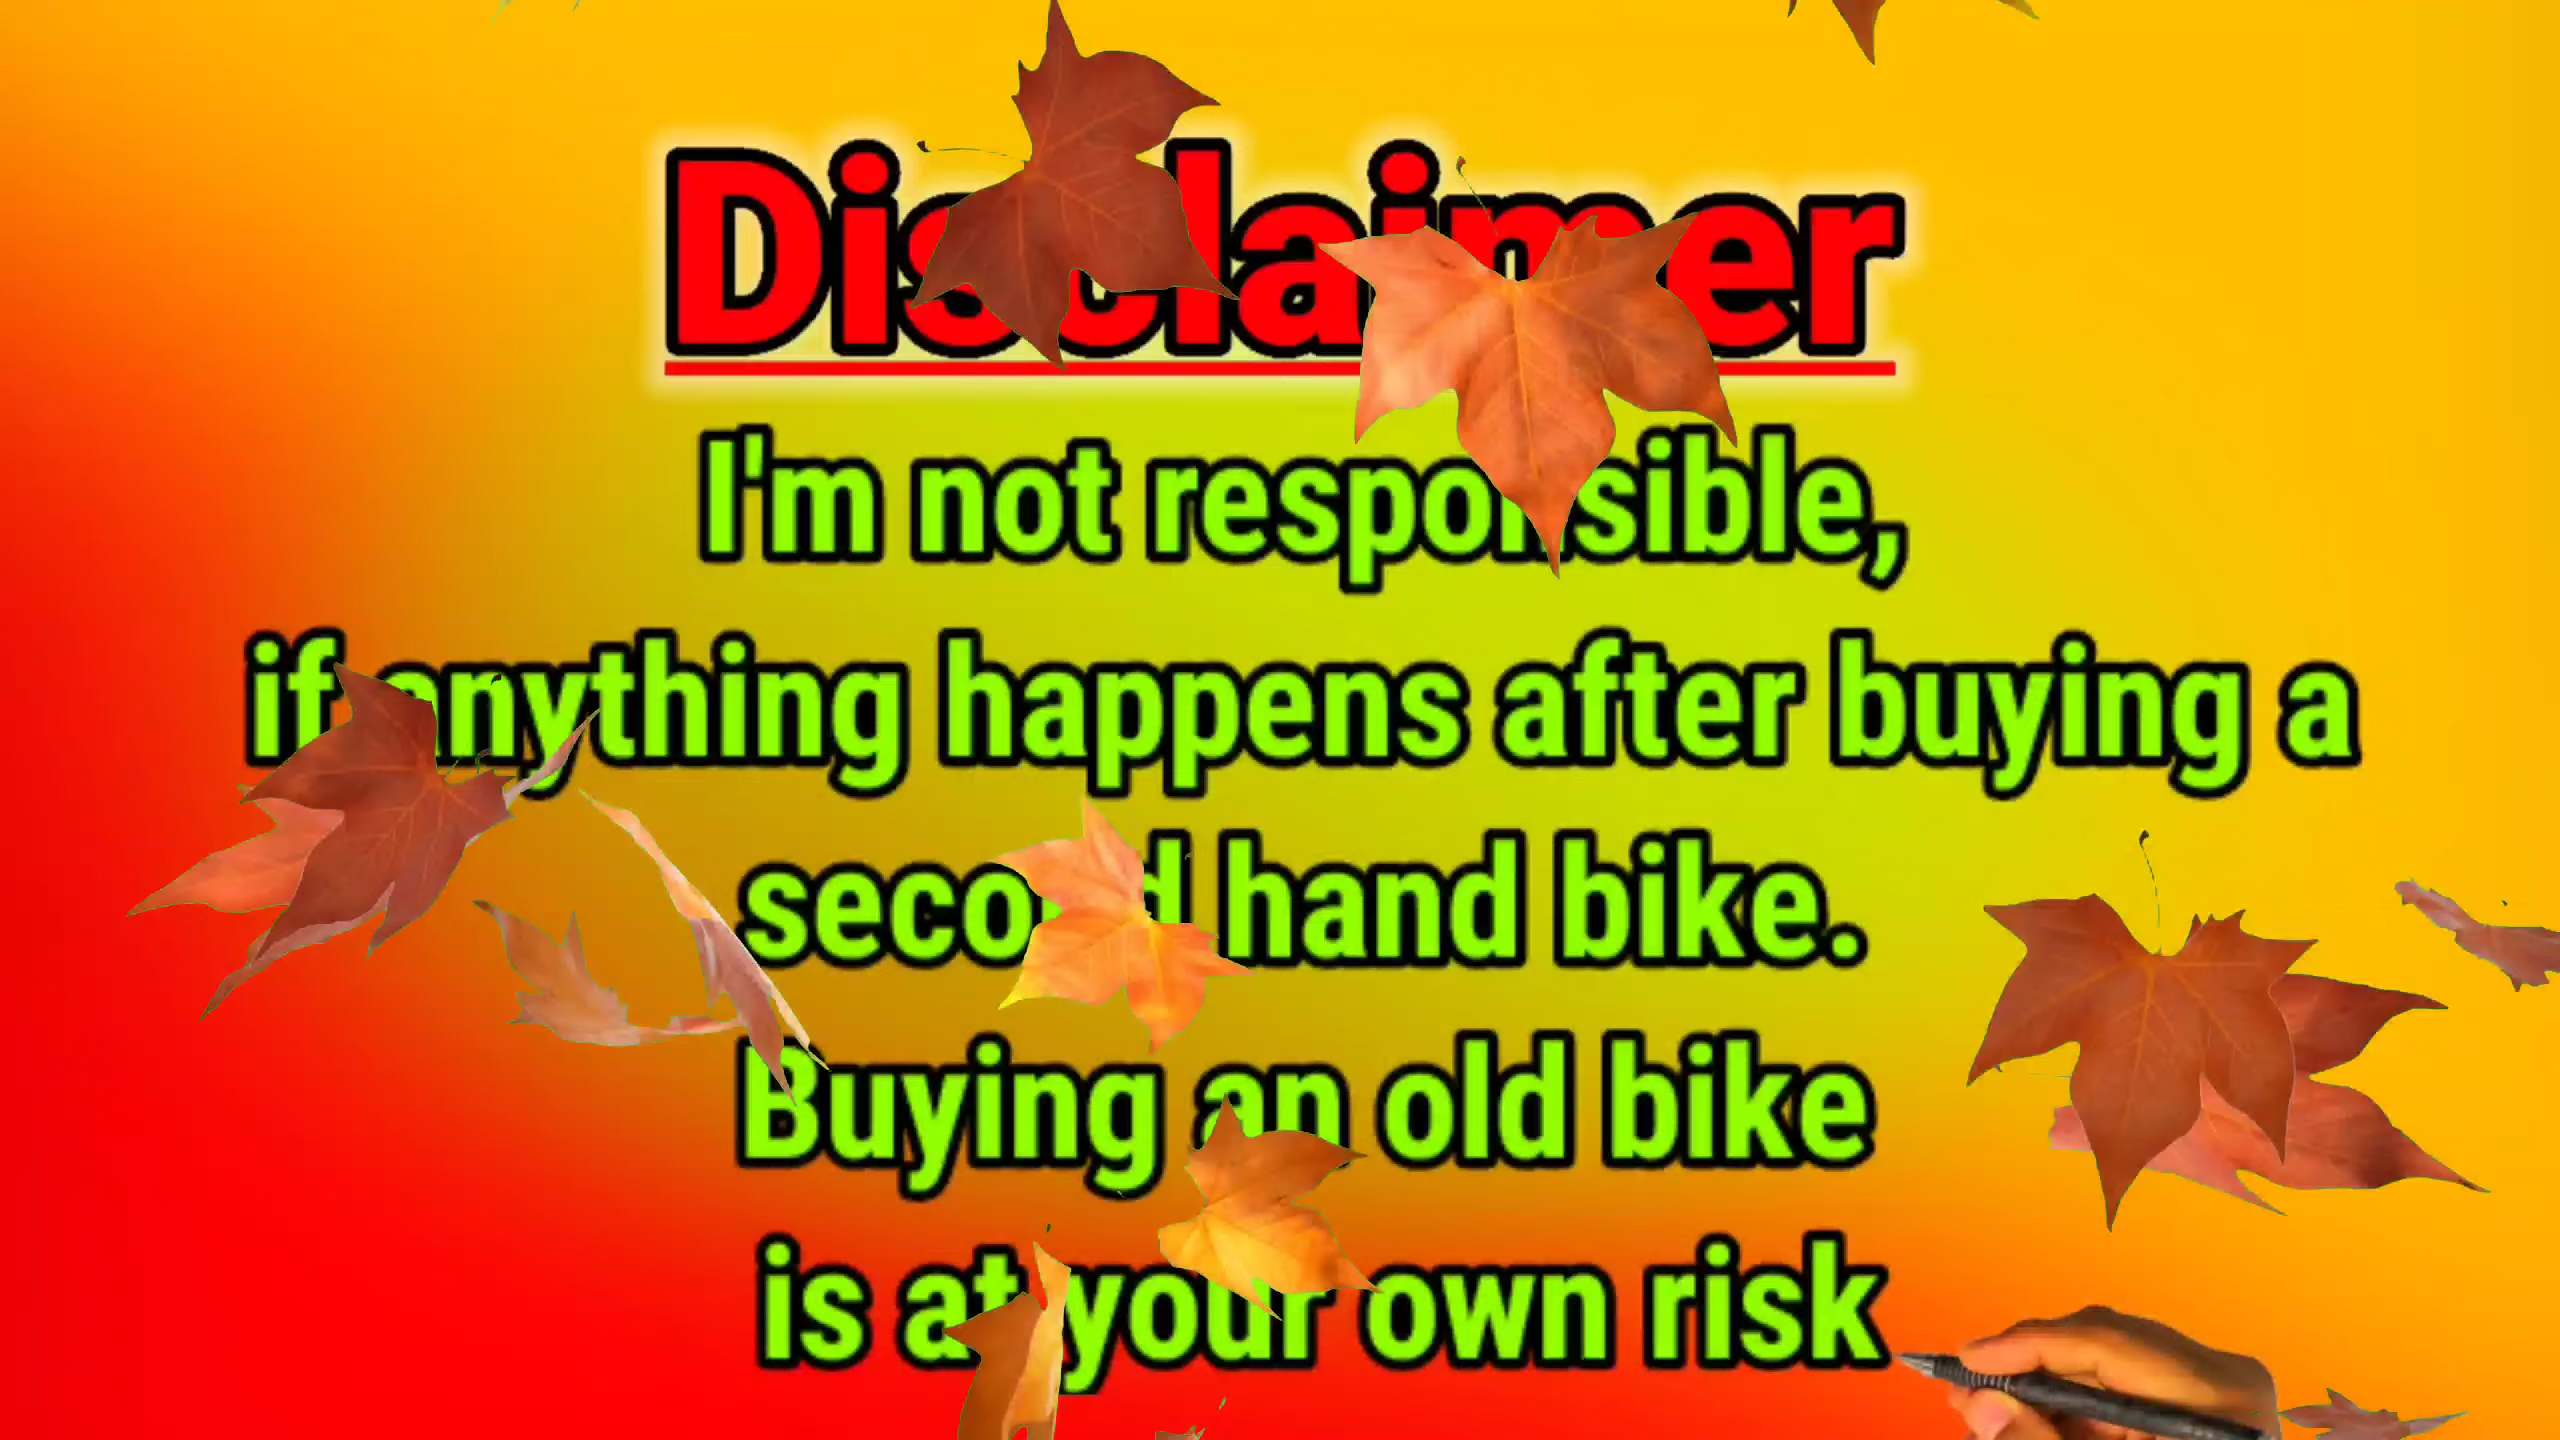 Disclaimer
I'm not responsible,
if anything happens after buying a
second hand bike.
Buying an old bike
is at your own risk